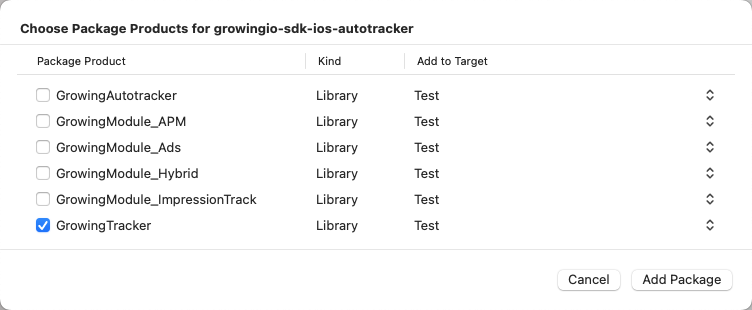 Choose Package Products for growingio-sdk-ios-autotracker
Package Product Kind Add to Target
GrowingAutotracker Library Test
GrowingModule_APM Library Test
GrowingModule_Ads Library Test
GrowingModule_Hybrid Library Test
GrowingModule_ImpressionTrack Library Test
GrowingTracker Library Test
Cancel Add Package